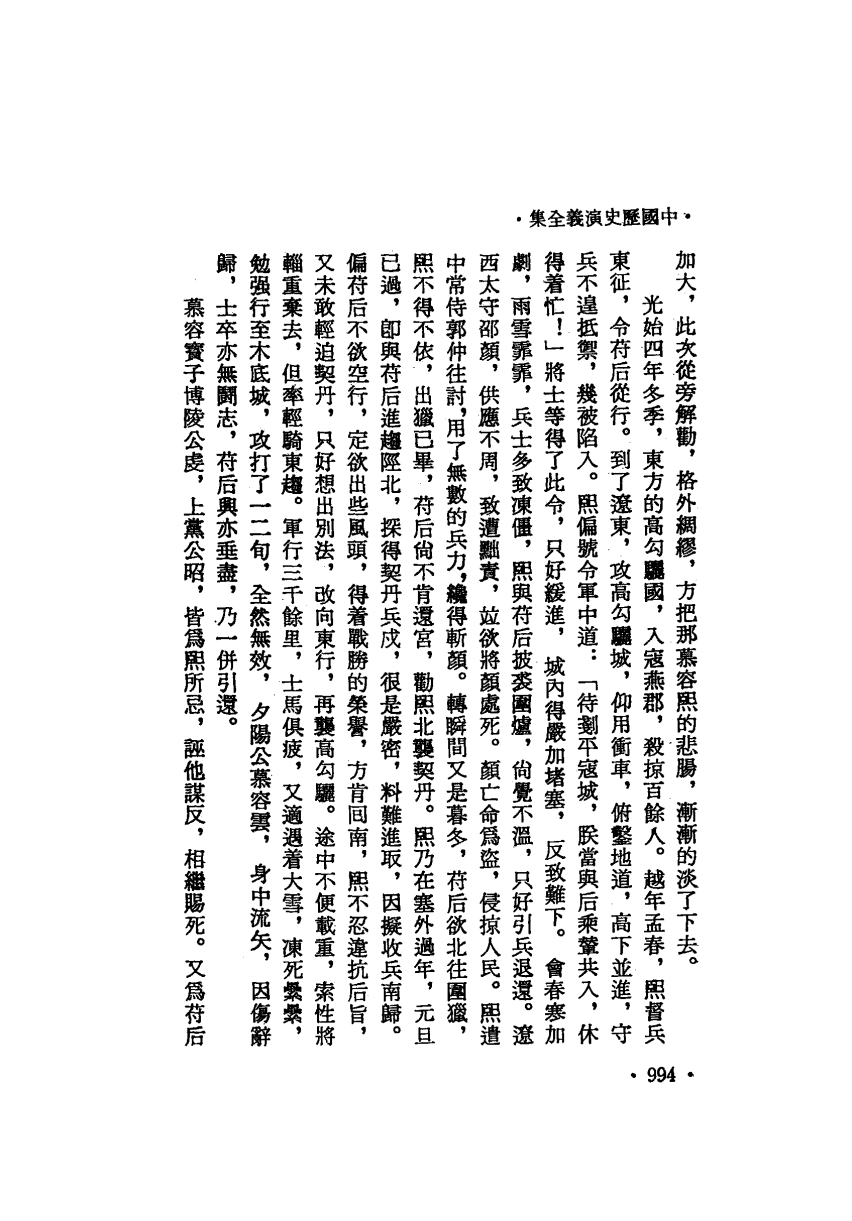 ·中國歷史演義全集·
加大，此次從旁解勸，格外綢繆，方把那慕容熙的悲腸，漸漸的淡了下去。
光始四年冬季，東方的高勾驪國，入寇燕郡，殺掠百餘人。越年孟春，熙督兵
東征，令苻后從行。到了遼東，攻高勾驪城，仰用衝車，俯鑿地道，高下並進，守
兵不遑抵禦，幾被陷入。熙偏號令軍中道：「待剗平寇城，朕當與后乘輦共入，休
得着忙！」將士等得了此令，只好緩進，城內得嚴加堵塞，反致難下。會春寒加
劇，雨雪霏霏，兵士多致凍僵，熙與苻后披裘圍爐，尙覺不溫，只好引兵退還。遼
西太守邵顏，供應不周，致遭黜責，竝欲將顏處死。顏亡命爲盜，侵掠人民。熙遣
中常侍郭仲往討，用了無數的兵力，纔得斬顏。轉瞬間又是暮冬，苻后欲北往圍獵，
熙不得不依，出獵已畢，苻后尙不肯還宮，勸熙北襲契丹。熙乃在塞外過年，元旦
已過，卽與苻后進趨陘北，探得契丹兵戍，很是嚴密，料難進取，因擬收兵南歸。
偏苻后不欲空行，定欲出些風頭，得着戰勝的榮譽，方肯囘南，熙不忍違抗后旨，
又未敢輕追契丹，只好想出別法，改向東行，再襲高勾驪。途中不便載重，索性將
輜重棄去，但率輕騎東趨。軍行三千餘里，士馬俱疲，又適遇着大雪，凍死纍纍，
勉强行至木底城，攻打了一二旬，全然無效，夕陽公慕容雲，身中流矢，因傷辭
歸，士卒亦無鬭志，苻后興亦垂盡，乃一併引還。
慕容寶子博陵公虔，上黨公昭，皆爲熙所忌，誣他謀反，相繼賜死。又爲苻后
·994·